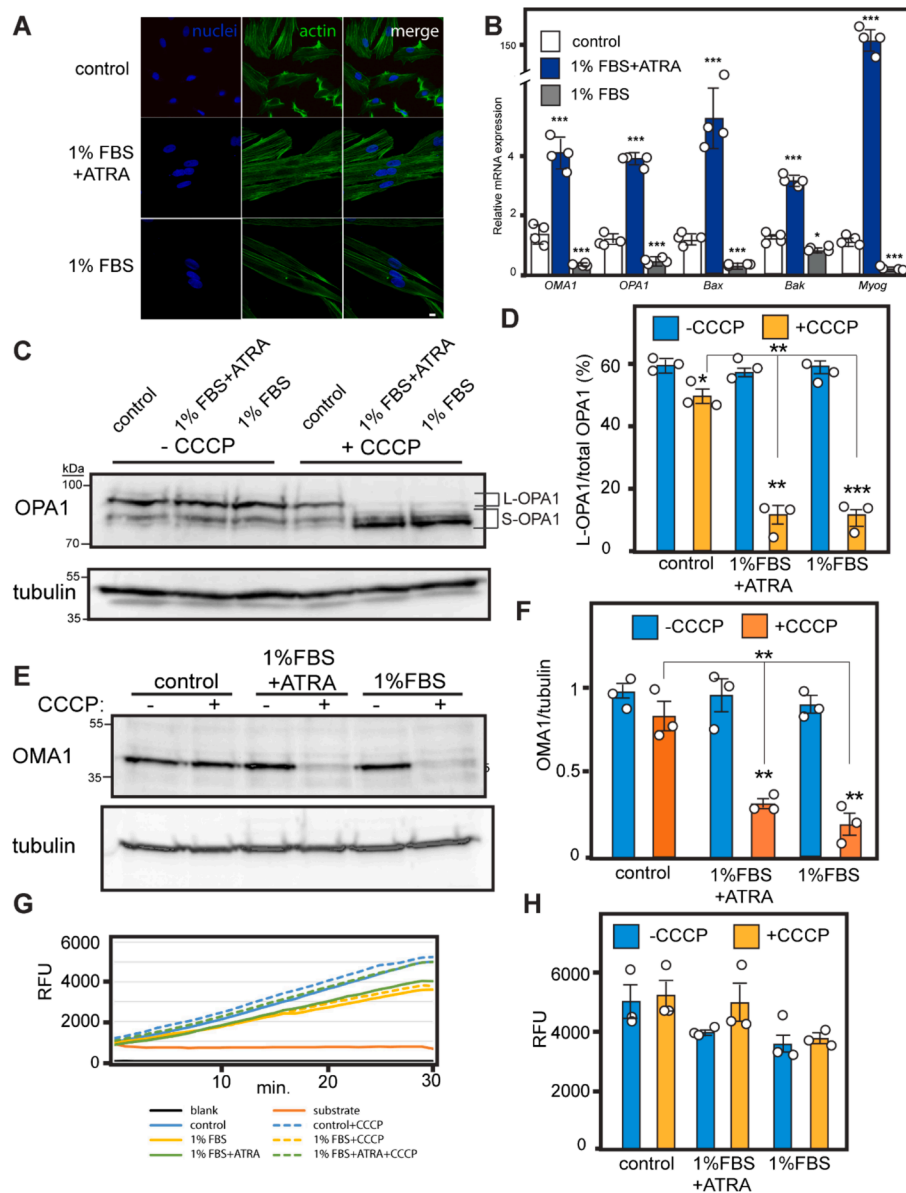 A
nuclei
actin
merge
control
1% FBS
+ATRA
1% FBS
B
Relative mRNA expression
150
4
2
0
control
1% FBS+ATRA
1% FBS
***
***
***
***
***
***
***
***
*
***
OMA1
OPA1
Bax
Bak
Myog
C
control
1% FBS+ATRA
1% FBS
control
1% FBS+ATRA
1% FBS
- CCCP
+ CCCP
kDa
100
70
OPA1
L-OPA1
S-OPA1
55
35
tubulin
D
-CCCP
+CCCP
L-OPA1/total OPA1 (%)
60
20
0
**
*
**
***
control
1%FBS
+ATRA
1%FBS
E
control
1%FBS
+ATRA
1%FBS
CCCP:
-
+
-
+
-
+
55
35
OMA1
tubulin
F
-CCCP
+CCCP
OMA1/tubulin
1
0.5
0
**
**
**
control
1%FBS
+ATRA
1%FBS
G
RFU
6000
4000
2000
0
10
20
30
min.
blank
substrate
control
control+CCCP
1% FBS
1% FBS+CCCP
1% FBS+ATRA
1% FBS+ATRA+CCCP
H
-CCCP
+CCCP
RFU
6000
4000
2000
0
control
1%FBS
+ATRA
1%FBS